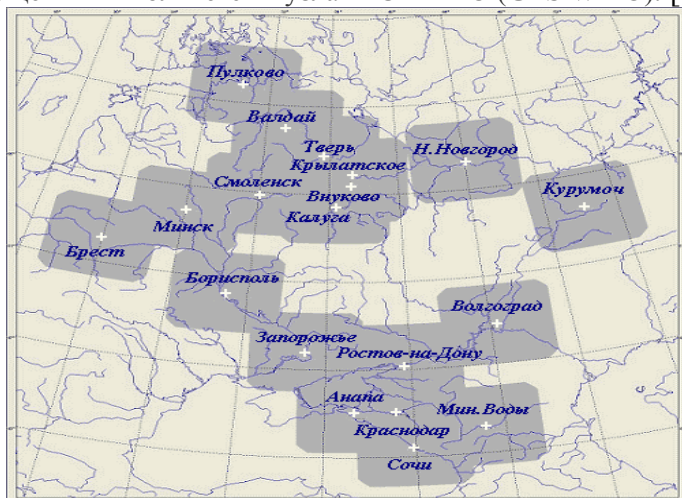 Пулково
Валдай
Тверь
Н.Новгород
Крылатское
Смоленск
Курумоч
Внуково
Калуга
Минск
Брест
Борисполь
Волгоград
Запорожье
Ростов-на-Дону
Анапа
Мин.Воды
Краснодар
Сочи